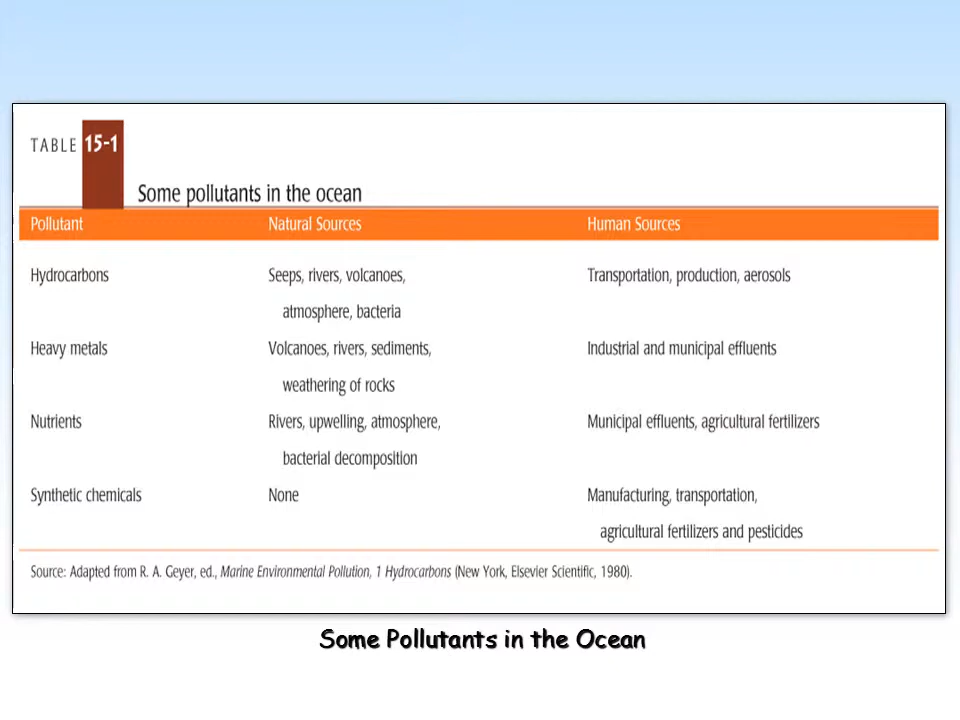 TABLE 15-1
Some pollutants in the ocean
Pollutant Natural Sources Human Sources
Hydrocarbons Seeps, rivers, volcanoes, Transportation, production, aerosols
atmosphere, bacteria
Heavy metals Volcanoes, rivers, sediments, Industrial and municipal effluents
weathering of rocks
Nutrients Rivers, upwelling, atmosphere, Municipal effluents, agricultural fertilizers
bacterial decomposition
Synthetic chemicals None Manufacturing, transportation,
agricultural fertilizers and pesticides
Source: Adapted from R. A. Geyer, ed., Marine Environmental Pollution, 1 Hydrocarbons (New York, Elsevier Scientific, 1980).
Some Pollutants in the Ocean